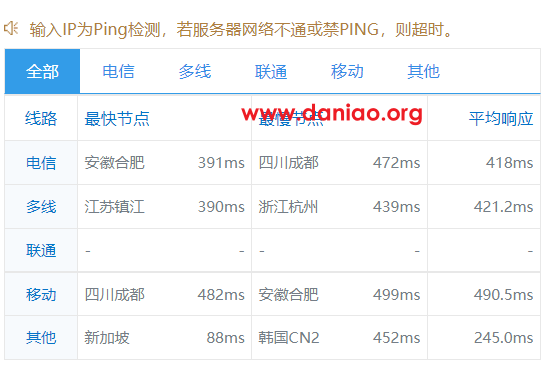 输入IP为Ping检测，若服务器网络不通或禁PING，则超时。
全部 电信 多线 联通 移动 其他
www.daniao.org
线路 最快节点 最慢节点 平均响应
电信 安徽合肥 391ms 四川成都 472ms 418ms
多线 江苏镇江 390ms 浙江杭州 439ms 421.2ms
联通 - - - - -
移动 四川成都 482ms 安徽合肥 499ms 490.5ms
其他 新加坡 88ms 韩国CN2 452ms 245.0ms